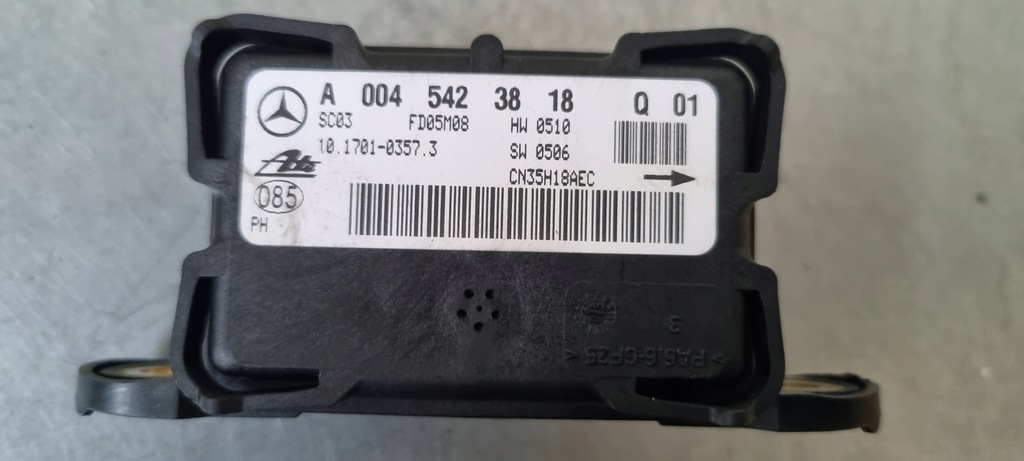 A 004 542 38 18 Q 01
SC03 FD05M08 HW 0510
10.1701-0357.3 SW 0506
Ate CN35H18AEC
085
PH
3
>PA6.6-GF25<